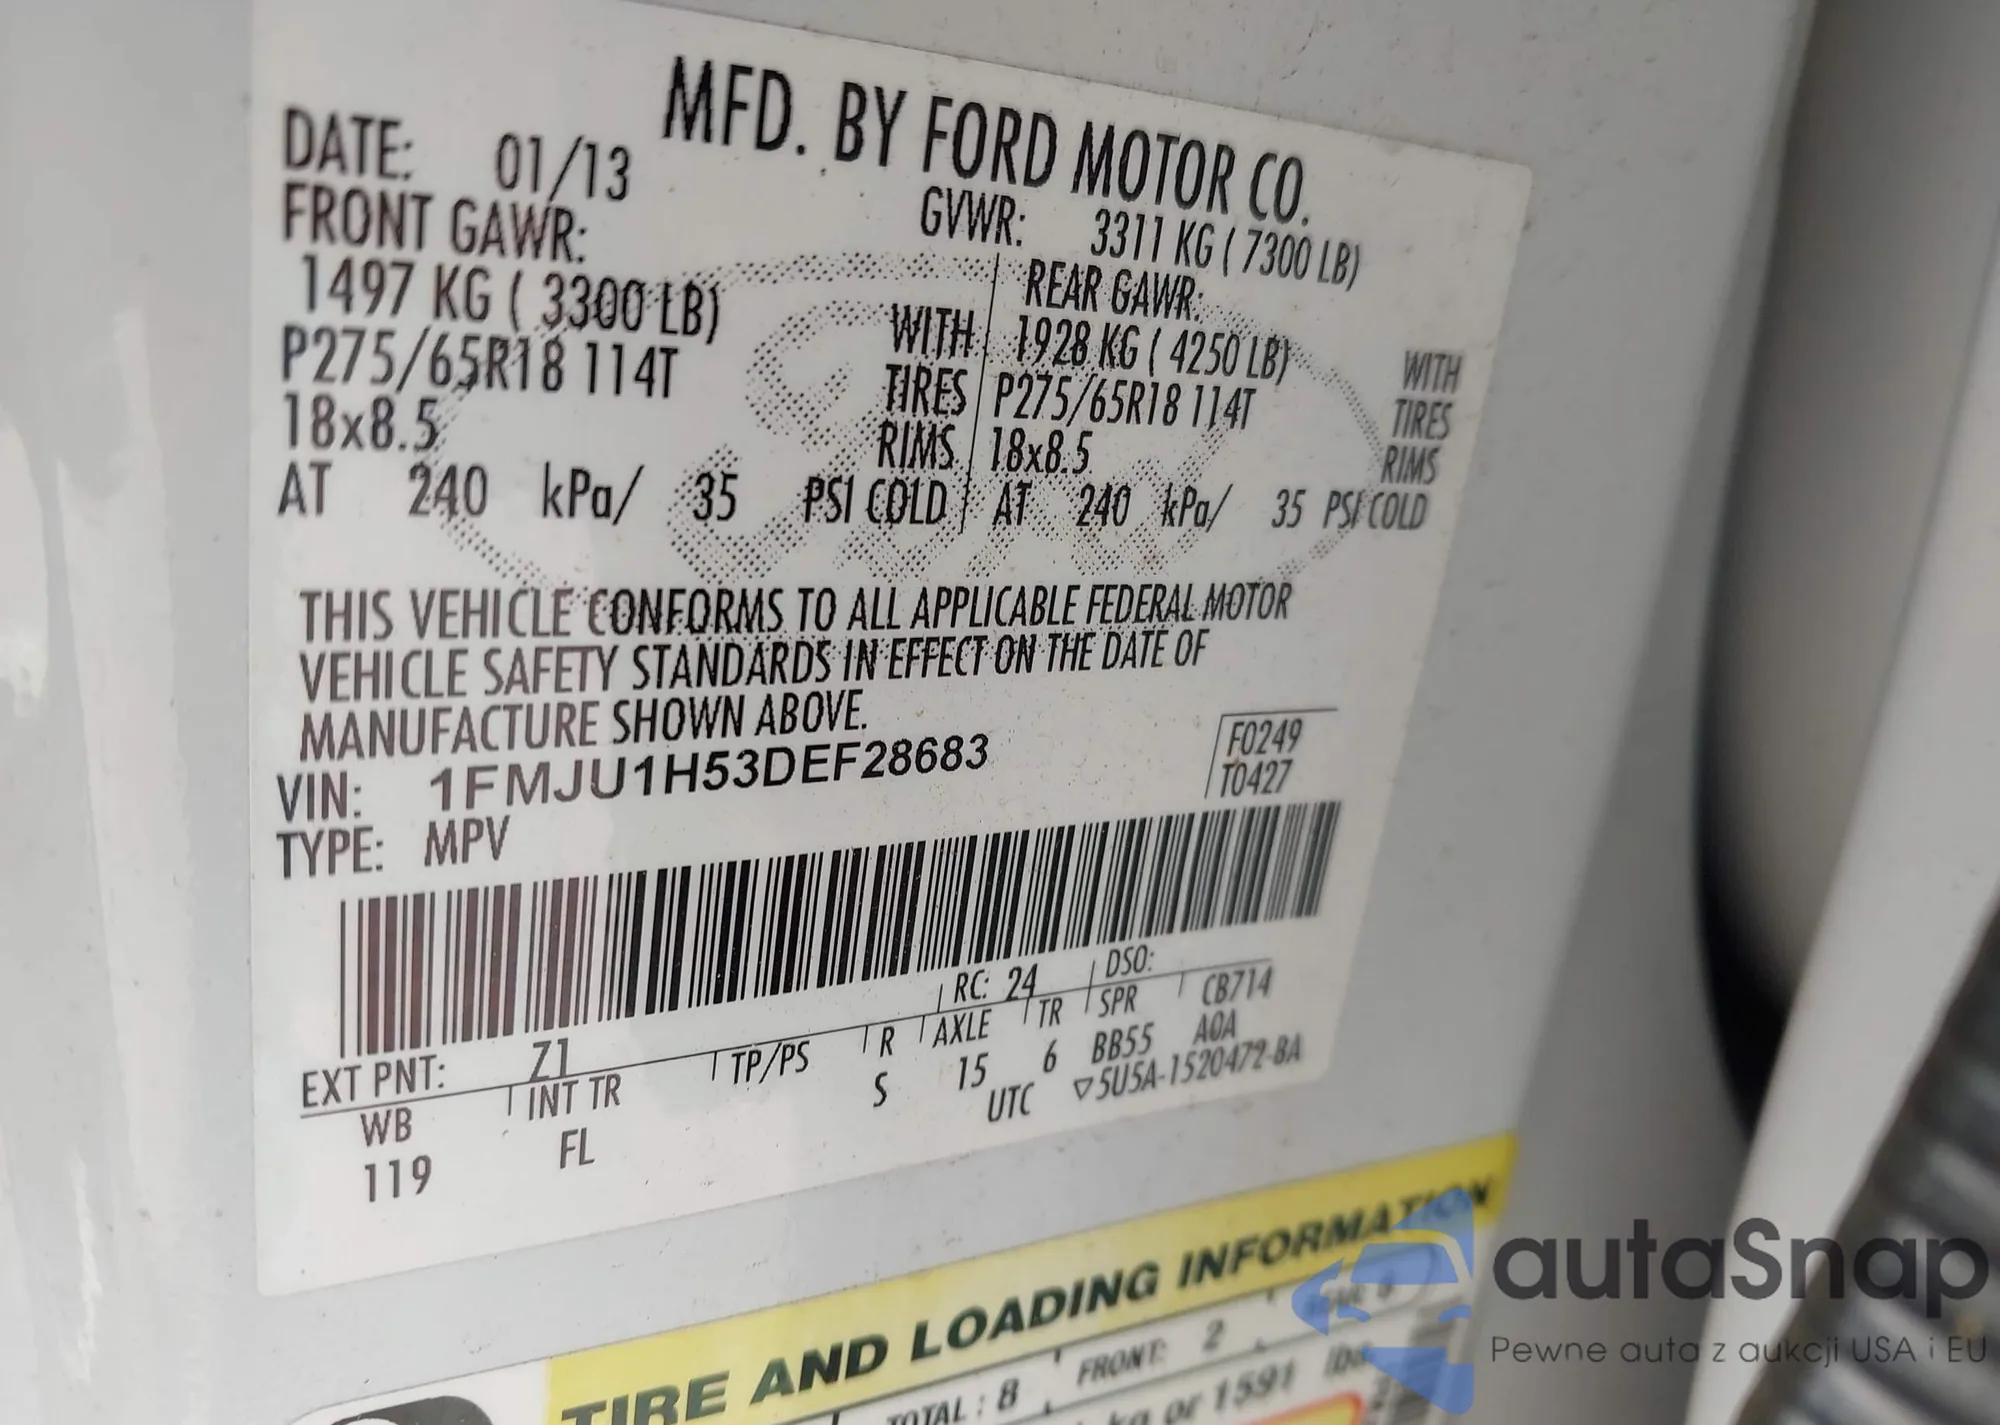 MFD. BY FORD MOTOR CO.
DATE: 01/13
GVWR: 3311 KG ( 7300 LB)
FRONT GAWR:
1497 KG ( 3300 LB) WITH
P275/65R18 114T TIRES
18x8.5 RIMS
AT 240 kPa/ 35 PSI COLD
REAR GAWR:
1928 KG ( 4250 LB) WITH
P275/65R18 114T TIRES
18x8.5 RIMS
AT 240 kPa/ 35 PSI COLD
THIS VEHICLE CONFORMS TO ALL APPLICABLE FEDERAL MOTOR
VEHICLE SAFETY STANDARDS IN EFFECT ON THE DATE OF
MANUFACTURE SHOWN ABOVE.
VIN: 1FMJU1H53DEF28683
F0249
T0427
TYPE: MPV
EXT PNT: Z1 RC: 24 DSO:
WB INT TR TP/PS R AXLE TR SPR CB714
119 FL S 15 6 BB55 AOA
UTC ▽5U5A-1520472-BA
TIRE AND LOADING INFORMATION
TOTAL : 8 FRONT: 2
kg or 1591 lbs
autaSnap
Pewne auta z aukcji USA i EU